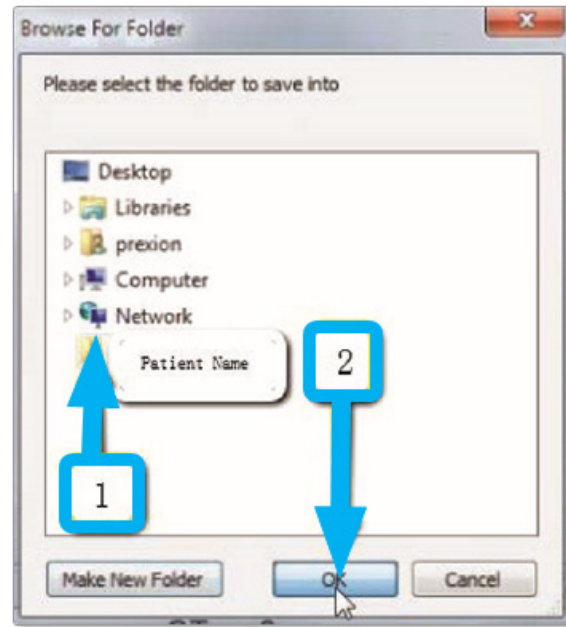 Browse For Folder
Please select the folder to save into
Desktop
Libraries
prexion
Computer
Network
Patient Name
2
1
Make New Folder
OK
Cancel